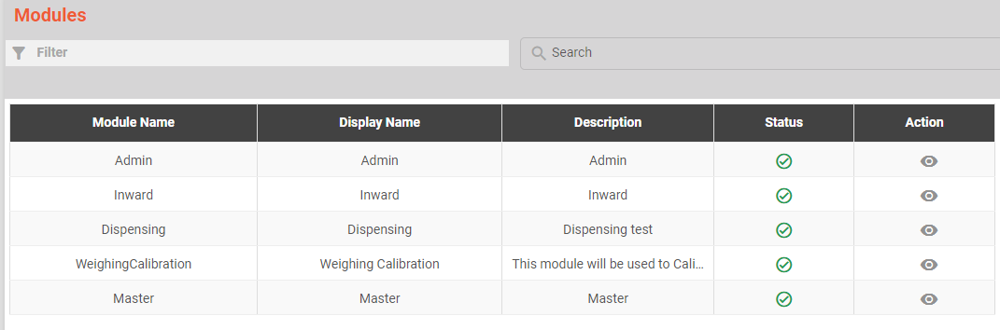 Modules
Filter
Search
Module Name Display Name Description Status Action
Admin Admin Admin
Inward Inward Inward
Dispensing Dispensing Dispensing test
WeighingCalibration Weighing Calibration This module will be used to Cali...
Master Master Master